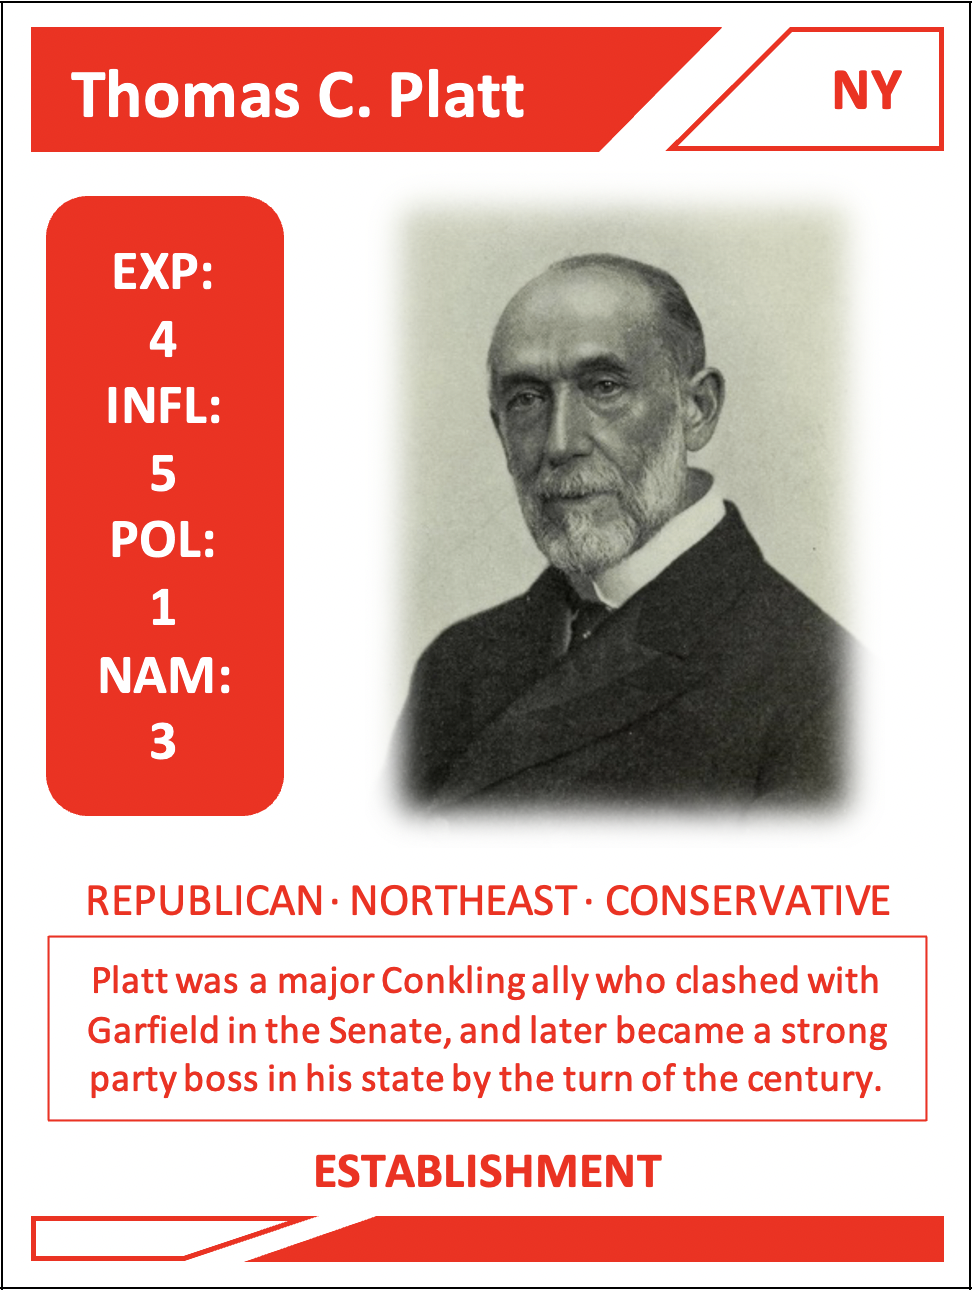 Thomas C. Platt
NY
EXP:
4
INFL:
5
POL:
1
NAM:
3
REPUBLICAN · NORTHEAST · CONSERVATIVE
Platt was a major Conkling ally who clashed with
Garfield in the Senate, and later became a strong
party boss in his state by the turn of the century.
ESTABLISHMENT